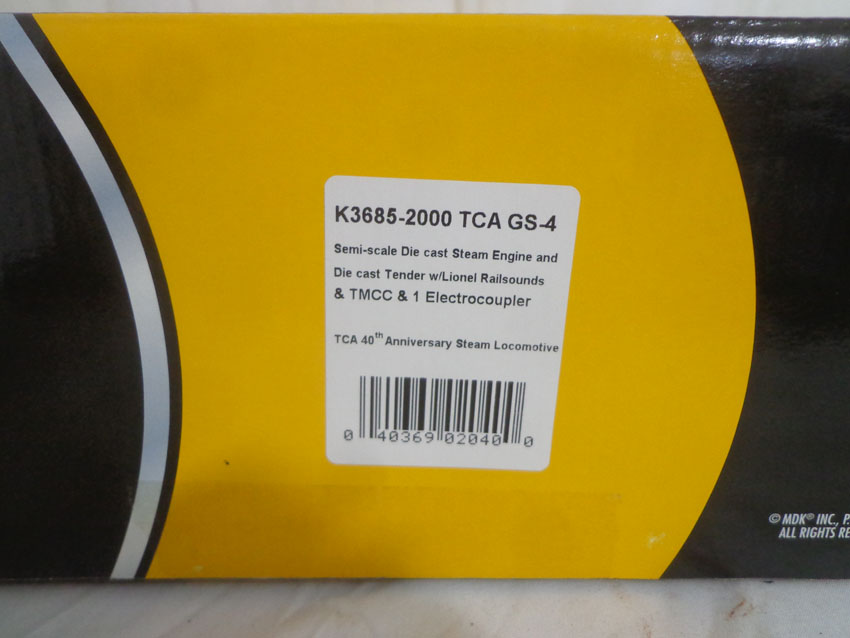 K3685-2000 TCA GS-4
Semi-scale Die cast Steam Engine and
Die cast Tender w/Lionel Railsounds
& TMCC & 1 Electrocoupler
TCA 40th Anniversary Steam Locomotive
0 40369 02040 0
© MDK® INC., P.
ALL RIGHTS RE